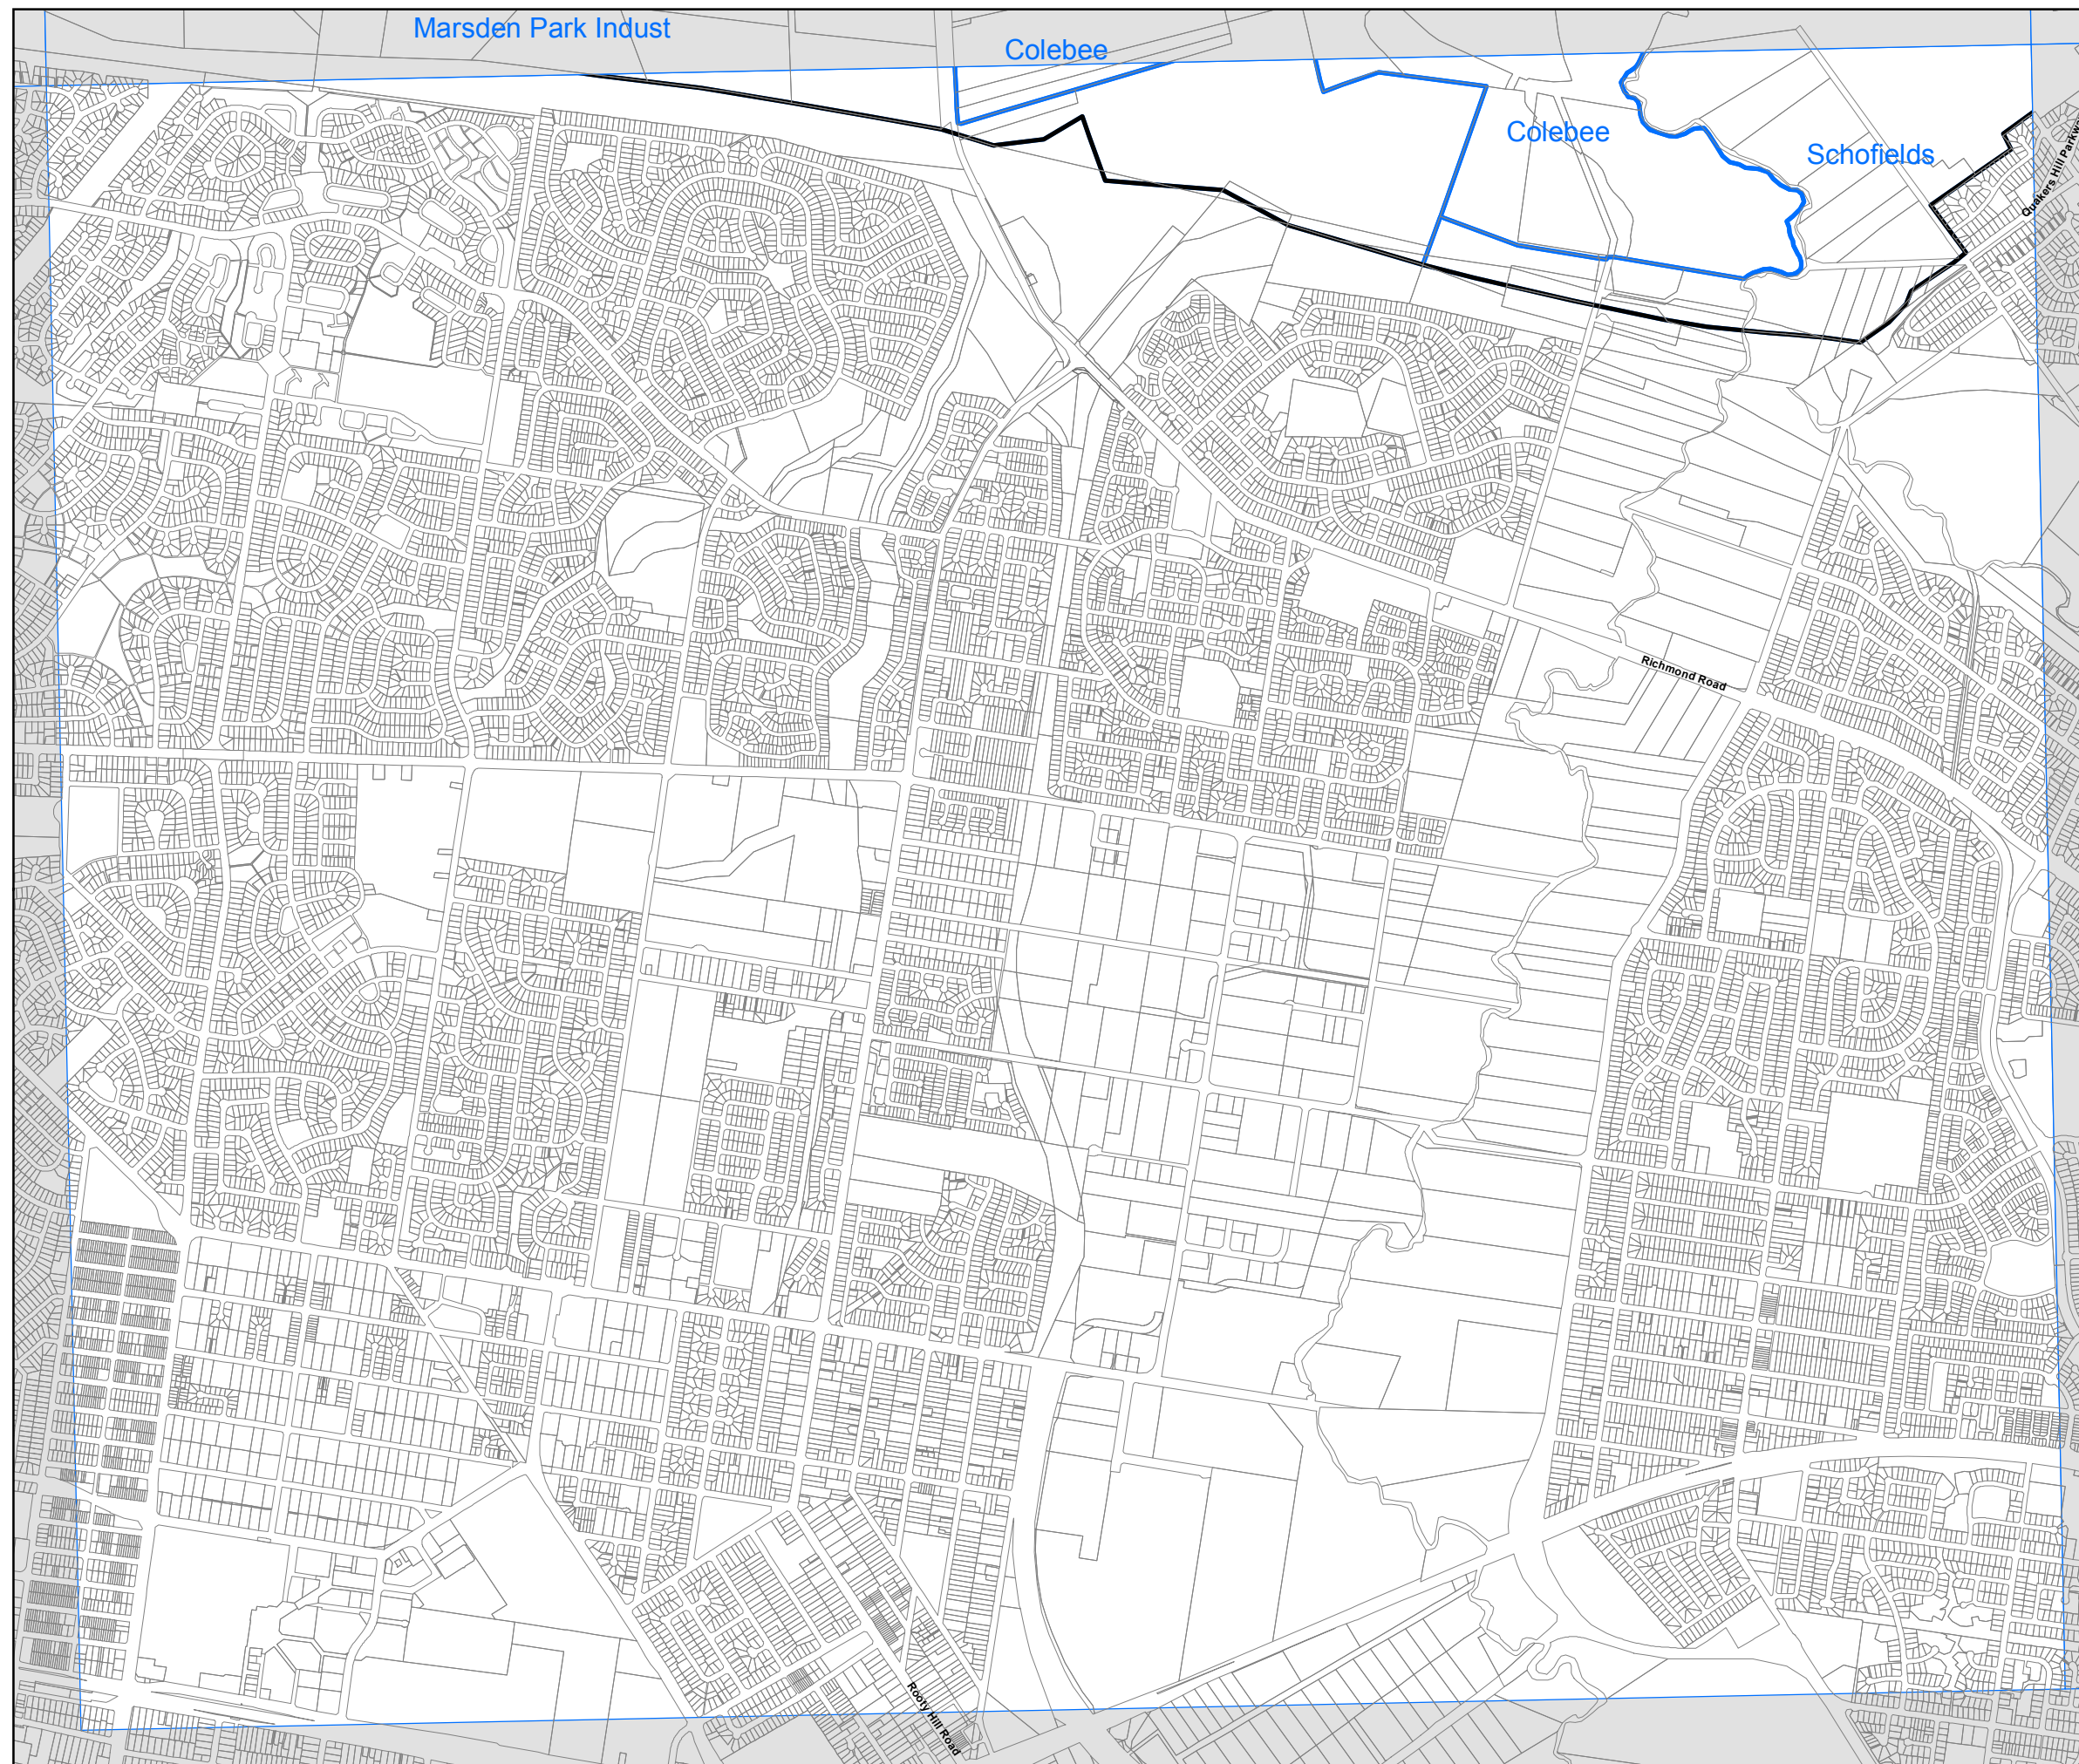 Marsden Park Indust
Colebee
Colebee
Schofields
Quakers Hill Parkway
Richmond Road
Rooty Hill Road